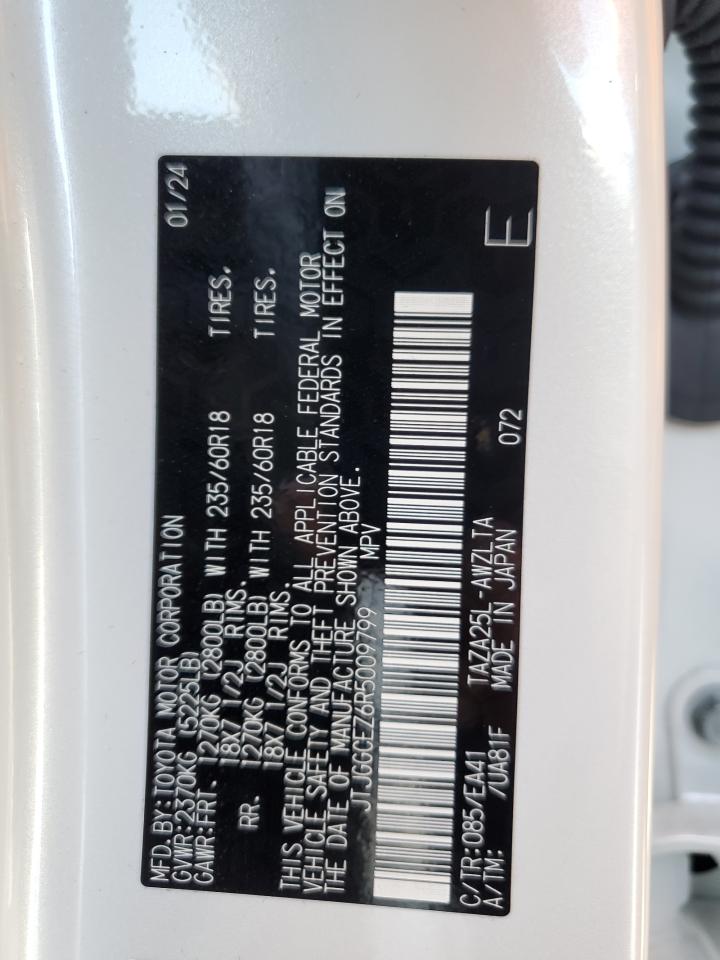 MFD. BY: TOYOTA MOTOR CORPORATION 01/24
GVWR: 2370KG (5225LB)
GAWR: FRT. 1270KG (2800LB) WITH 235/60R18 TIRES,
18X7 1/2J RIMS.
RR. 1270KG (2800LB) WITH 235/60R18 TIRES,
18X7 1/2J RIMS.
THIS VEHICLE CONFORMS TO ALL APPLICABLE FEDERAL MOTOR
VEHICLE SAFETY AND THEFT PREVENTION STANDARDS IN EFFECT ON
THE DATE OF MANUFACTURE SHOWN ABOVE.
JTJGGCEZ6R5009799 MPV
C/TR: 085/EA41 TAZA25L-AWZLTA 072 E
A/TIM: /UA81F MADE IN JAPAN